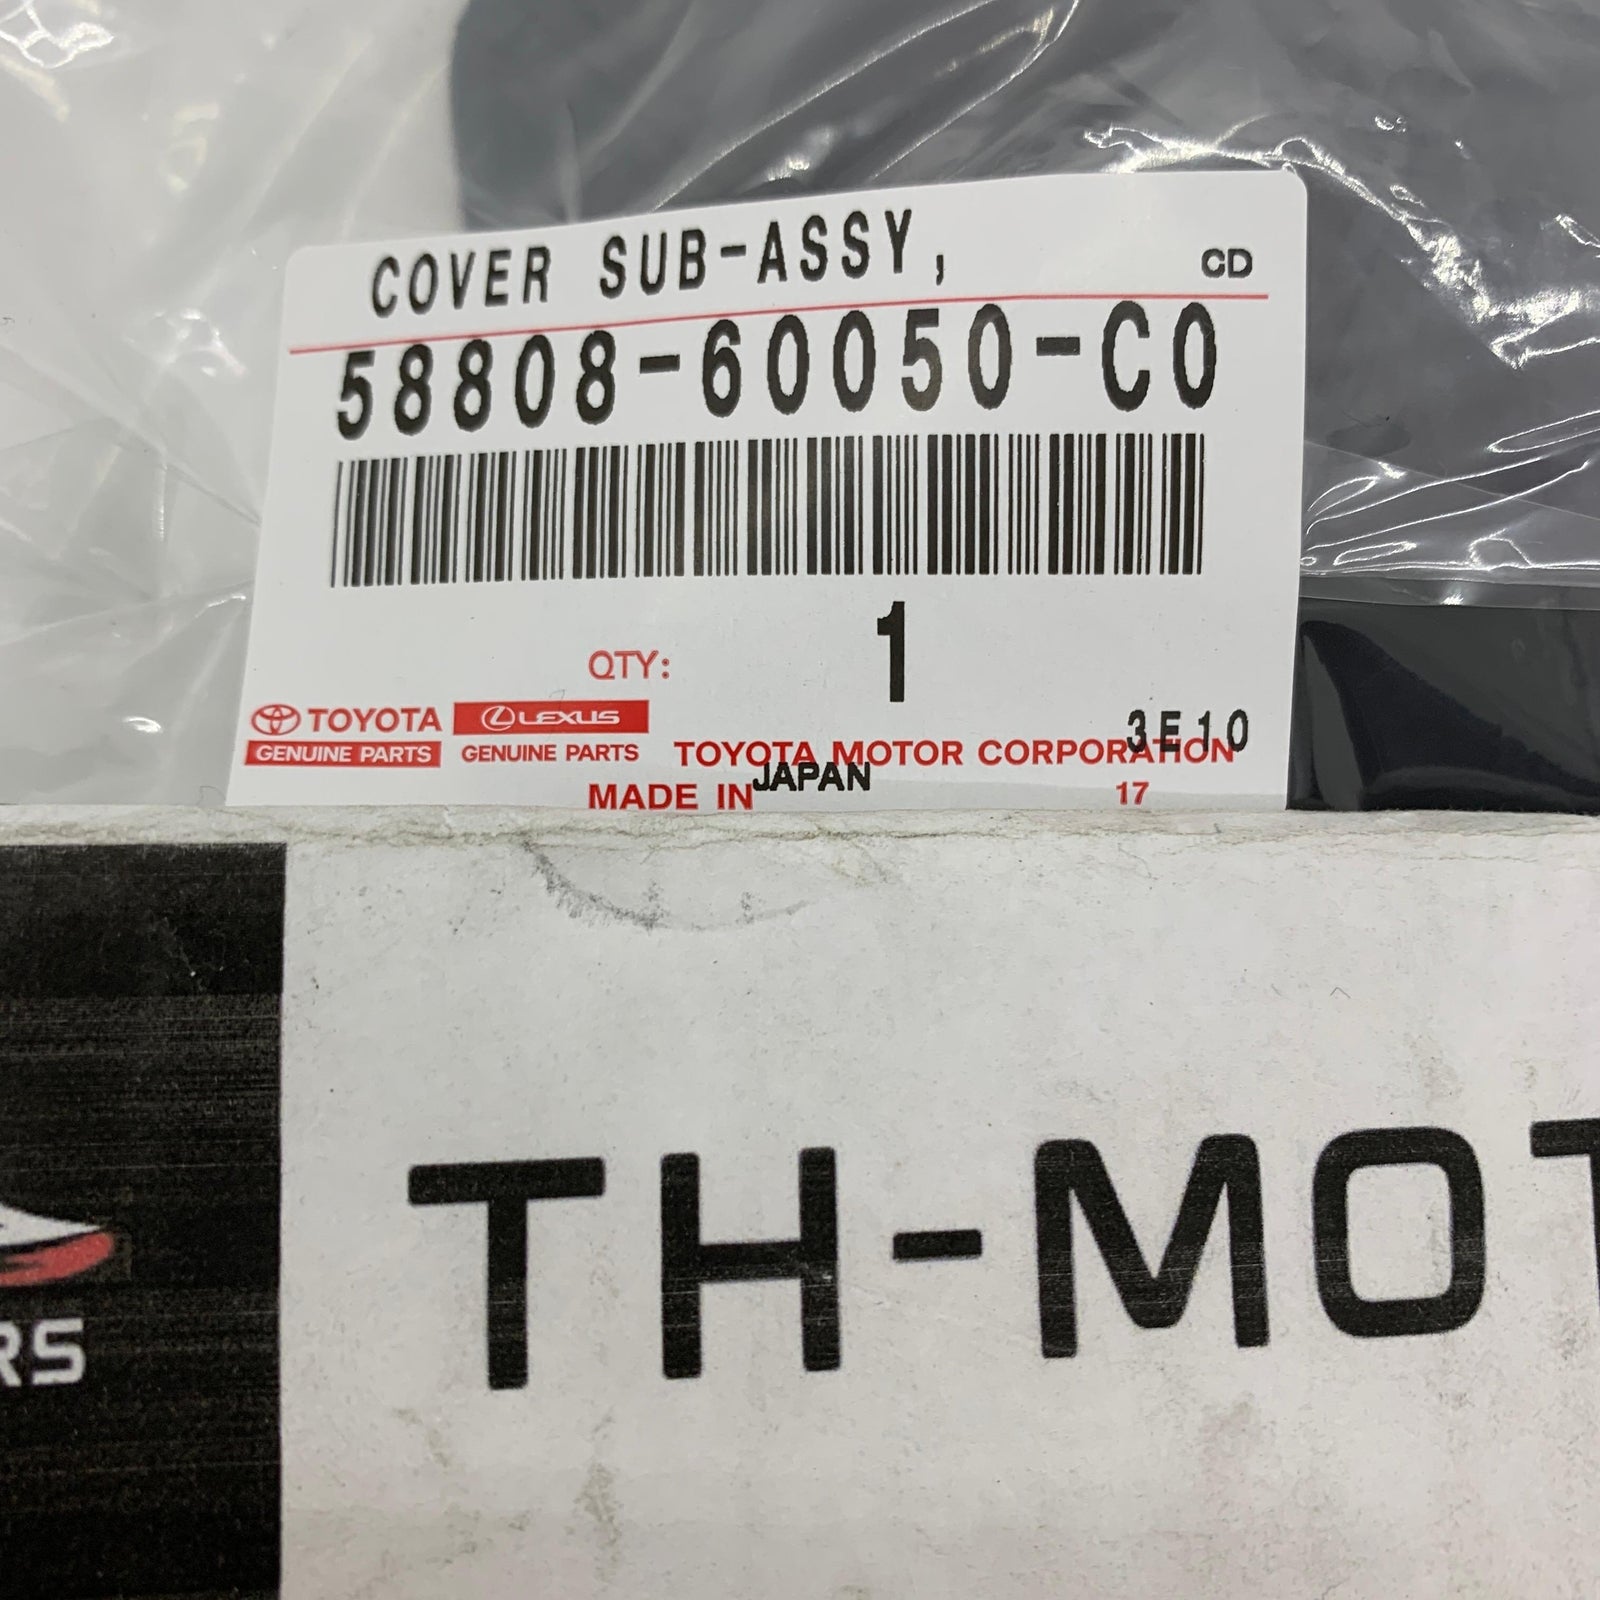 COVER SUB-ASSY, CD
58808-60050-C0
QTY: 1
TOYOTA LEXUS 3E10
GENUINE PARTS GENUINE PARTS TOYOTA MOTOR CORPORATION
MADE IN JAPAN 17
TH-MOT
RS